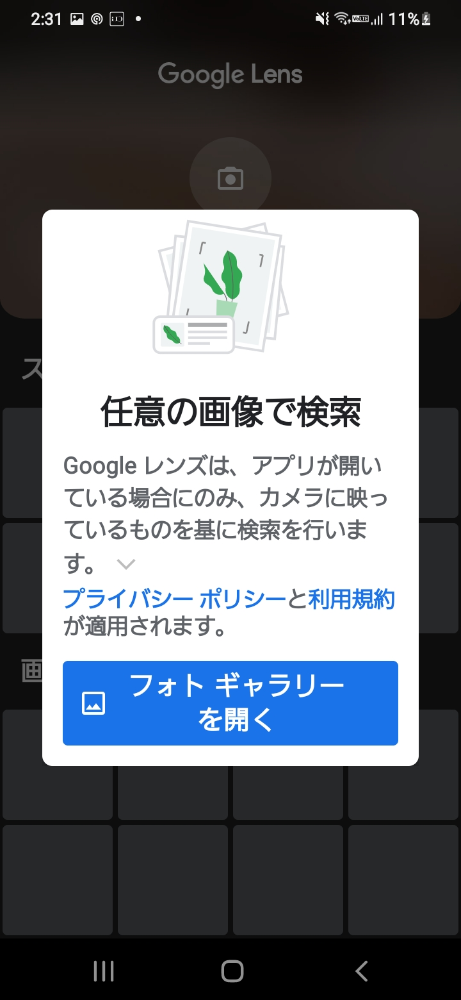 2:31
iD
VoLTE
11%
Google Lens
任意の画像で検索
Google レンズは、アプリが開い
ている場合にのみ、カメラに映っ
ているものを基に検索を行いま
す。
プライバシー ポリシーと利用規約
が適用されます。
フォト ギャラリー
を開く
ス
画